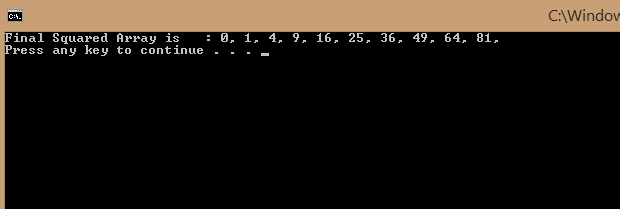 C:\Window
Final Squared Array is   : 0, 1, 4, 9, 16, 25, 36, 49, 64, 81,
Press any key to continue . . . _